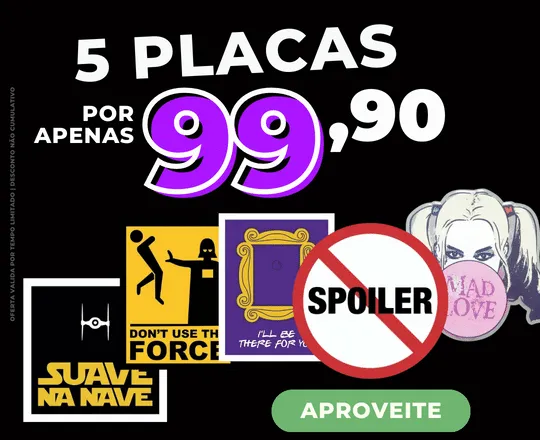 5 PLACAS
POR
APENAS
99,90
OFERTA VALIDA POR TEMPO LIMITADO | DESCONTO NÃO CUMULATIVO
SUAVE
NA NAVE
DON'T USE TH
FORCE
I'LL BE
THERE FOR YO
SPOILER
MAD
LOVE
APROVEITE